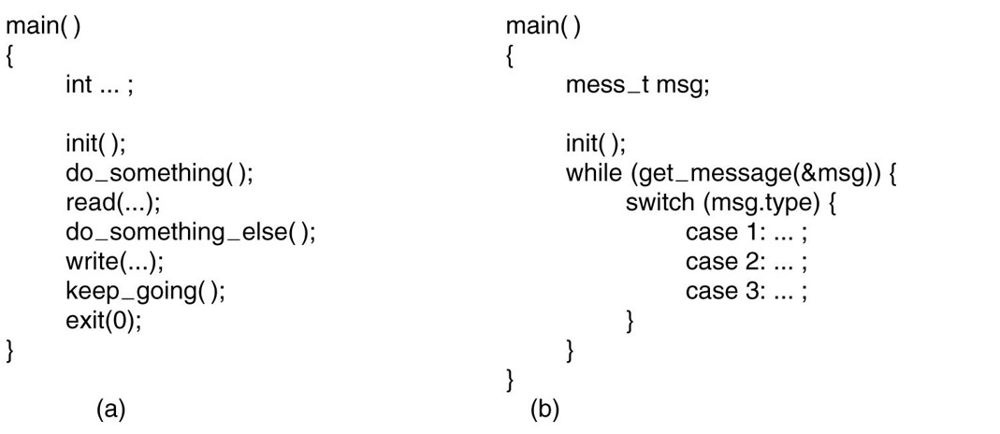 main( )
{
int ... ;
init( );
do_something( );
read(...);
do_something_else( );
write(...);
keep_going( );
exit(0);
}
(a)
main( )
{
mess_t msg;
init( );
while (get_message(&msg)) {
switch (msg.type) {
case 1: ... ;
case 2: ... ;
case 3: ... ;
}
}
}
(b)